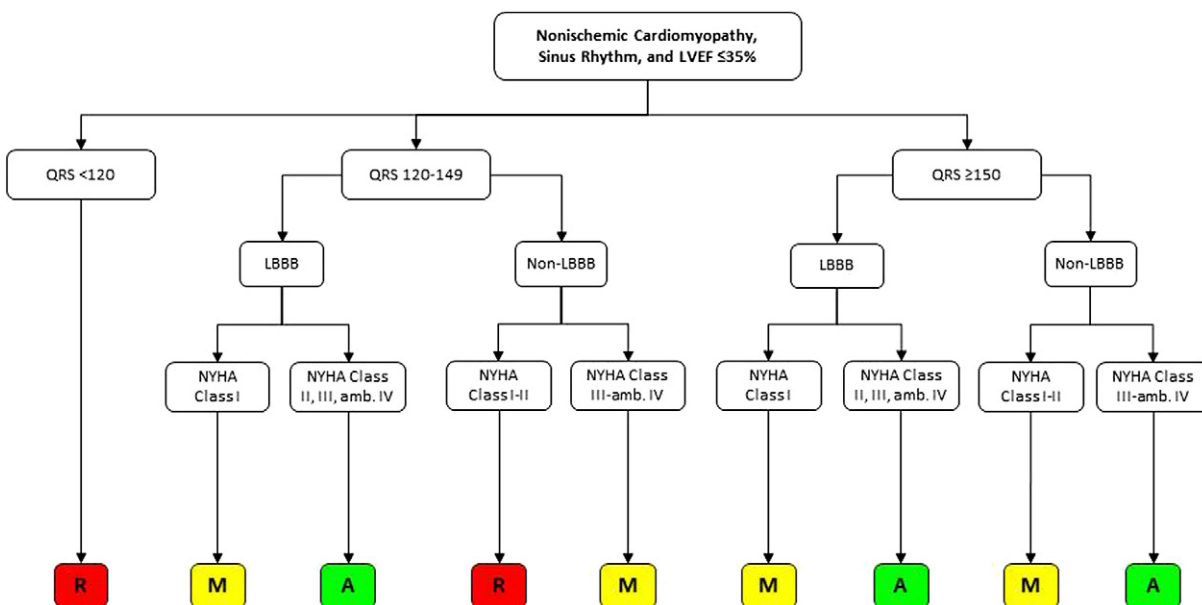 Nonischemic Cardiomyopathy,
Sinus Rhythm, and LVEF ≤35%
QRS <120
QRS 120-149
QRS ≥150
LBBB
Non-LBBB
LBBB
Non-LBBB
NYHA
Class I
NYHA Class
II, III, amb. IV
NYHA
Class I-II
NYHA Class
III-amb. IV
NYHA
Class I
NYHA Class
II, III, amb. IV
NYHA
Class I-II
NYHA Class
III-amb. IV
R
M
A
R
M
M
A
M
A